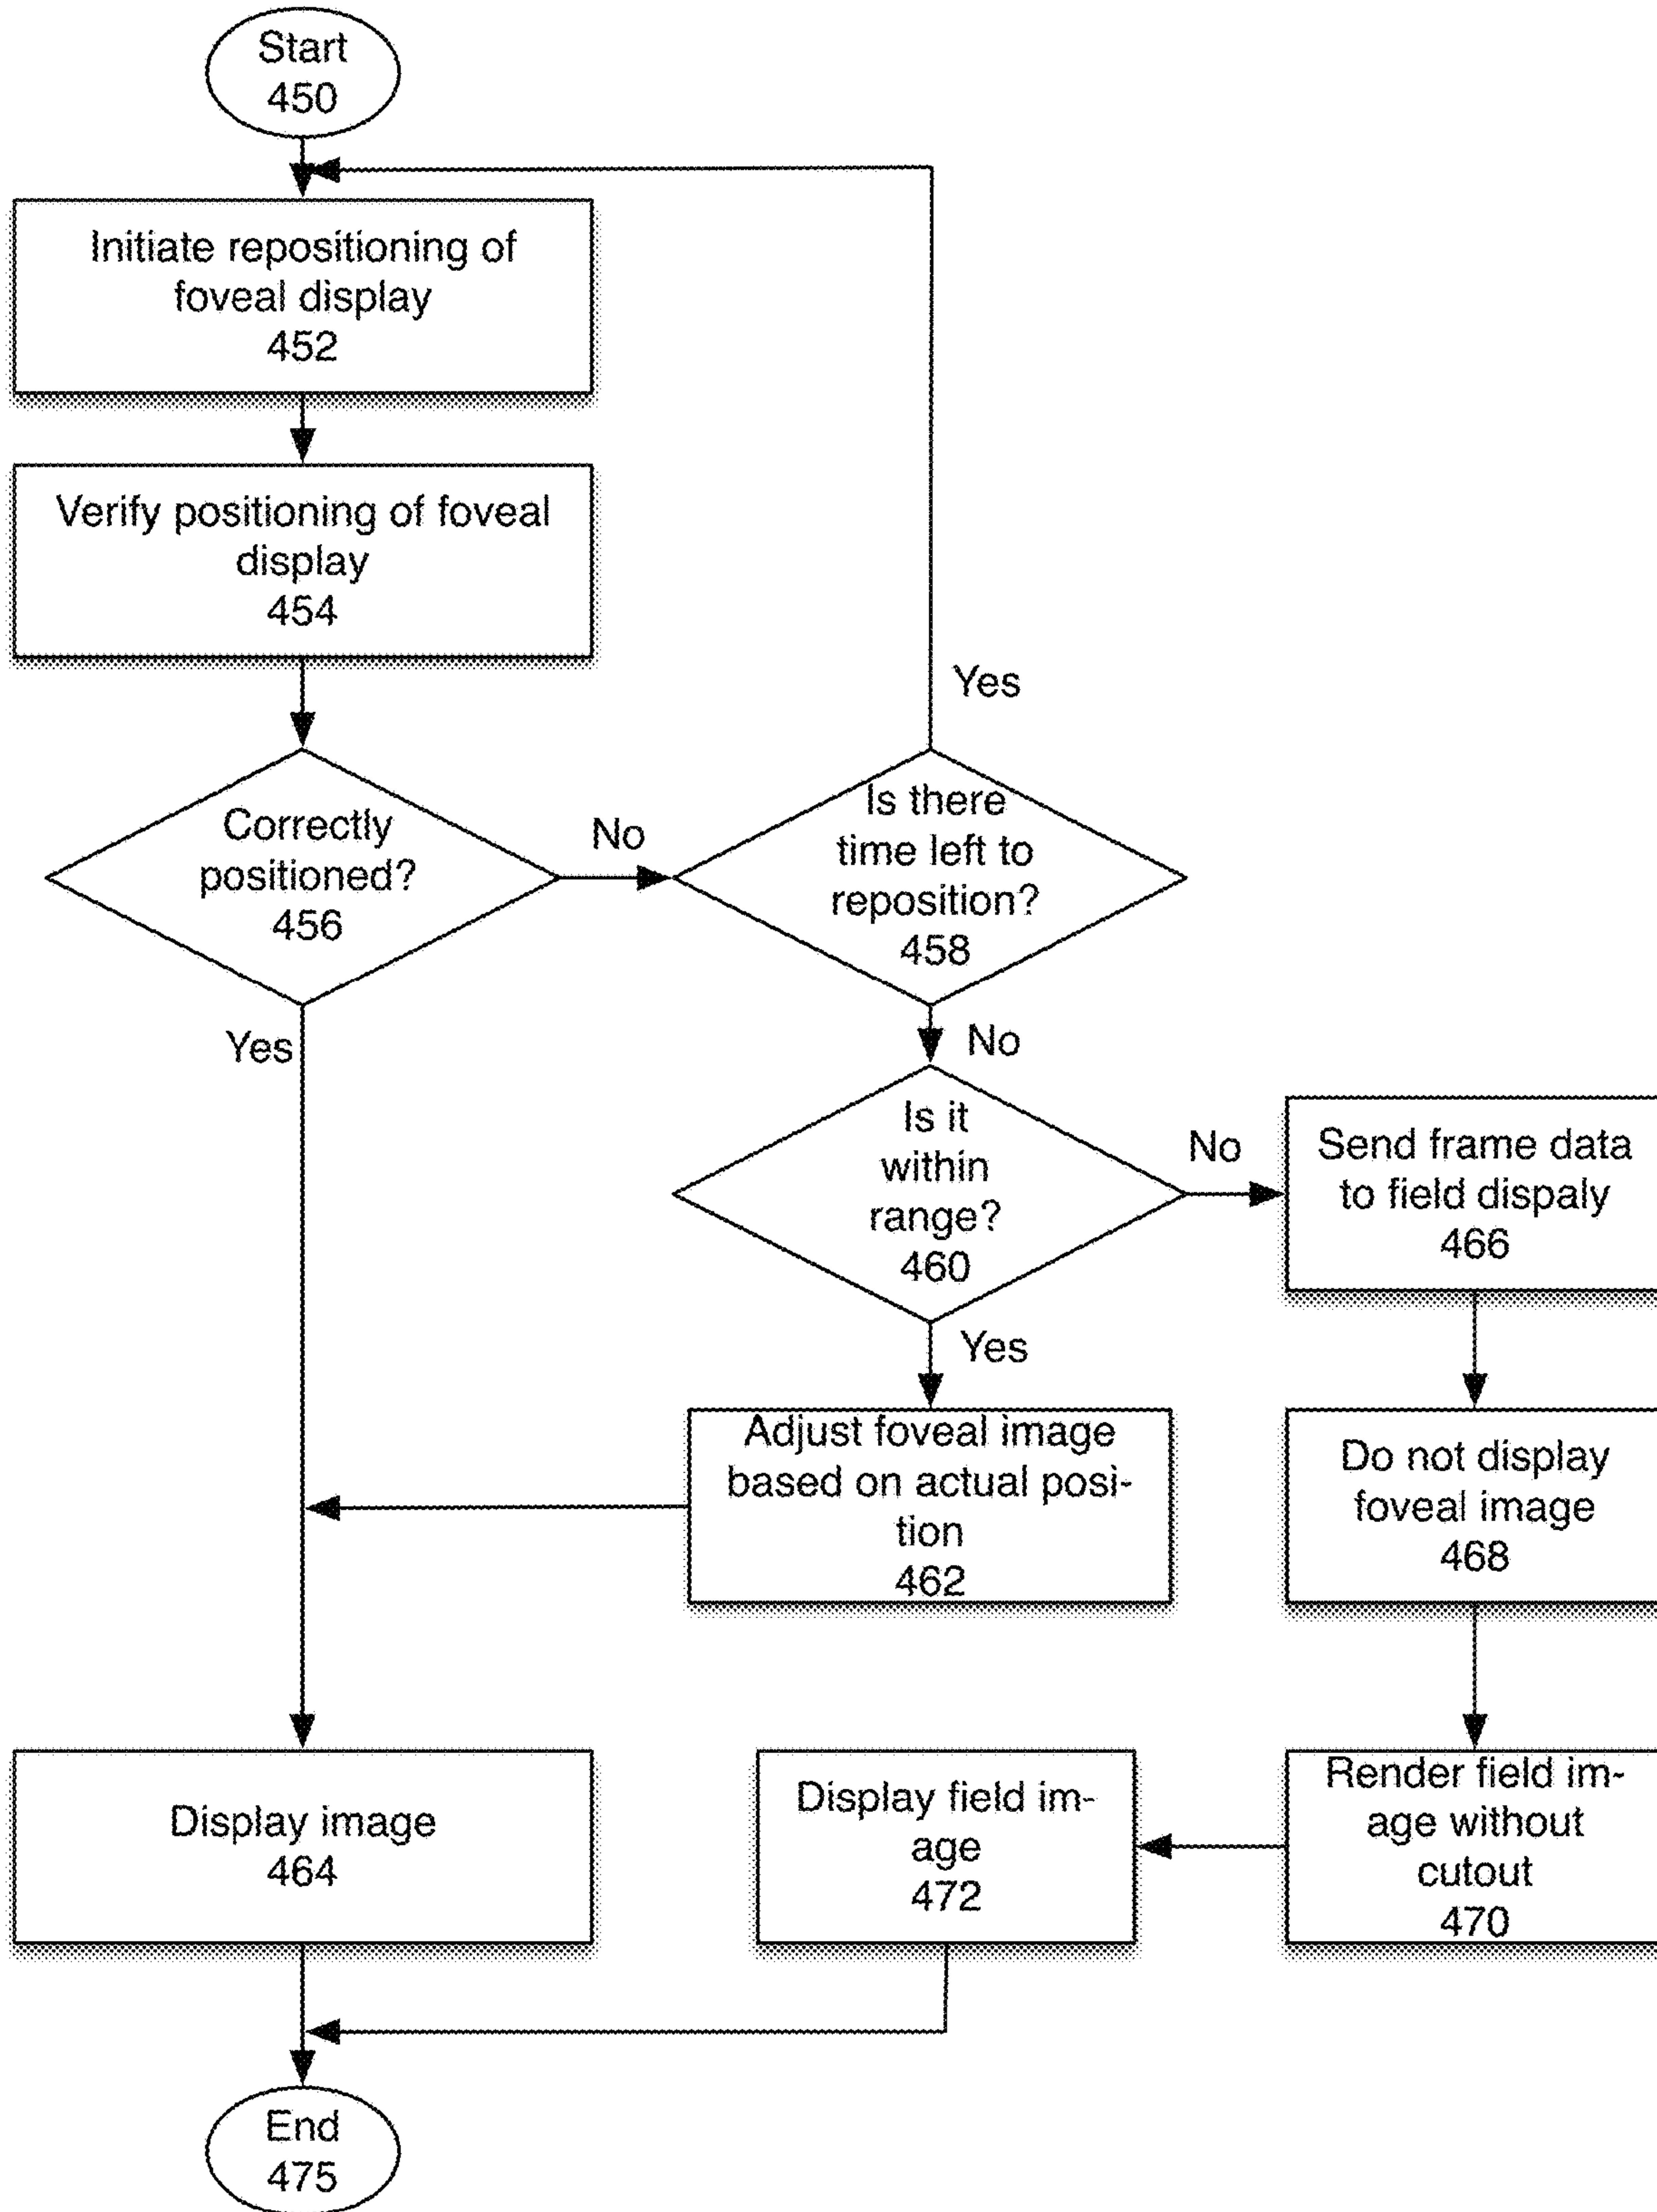 Start
450
Initiate repositioning of
foveal display
452
Verify positioning of foveal
display
454
Yes
Correctly
positioned?
456
No
Is there
time left to
reposition?
458
Yes
No
Is it
within
range?
460
No
Send frame data
to field dispaly
466
Yes
Adjust foveal image
based on actual posi-
tion
462
Do not display
foveal image
468
Display image
464
Display field im-
age
472
Render field im-
age without
cutout
470
End
475